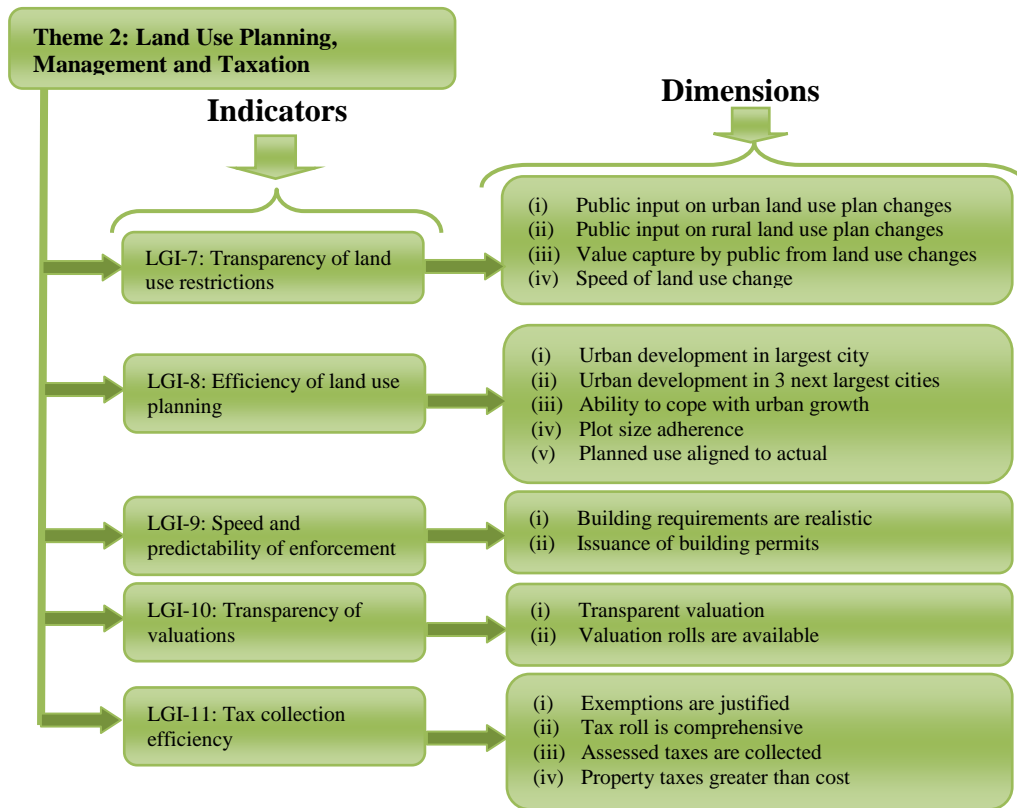 Theme 2: Land Use Planning,
Management and Taxation
Indicators
Dimensions
LGI-7: Transparency of land
use restrictions
(i) Public input on urban land use plan changes
(ii) Public input on rural land use plan changes
(iii) Value capture by public from land use changes
(iv) Speed of land use change
LGI-8: Efficiency of land use
planning
(i) Urban development in largest city
(ii) Urban development in 3 next largest cities
(iii) Ability to cope with urban growth
(iv) Plot size adherence
(v) Planned use aligned to actual
LGI-9: Speed and
predictability of enforcement
(i) Building requirements are realistic
(ii) Issuance of building permits
LGI-10: Transparency of
valuations
(i) Transparent valuation
(ii) Valuation rolls are available
LGI-11: Tax collection
efficiency
(i) Exemptions are justified
(ii) Tax roll is comprehensive
(iii) Assessed taxes are collected
(iv) Property taxes greater than cost